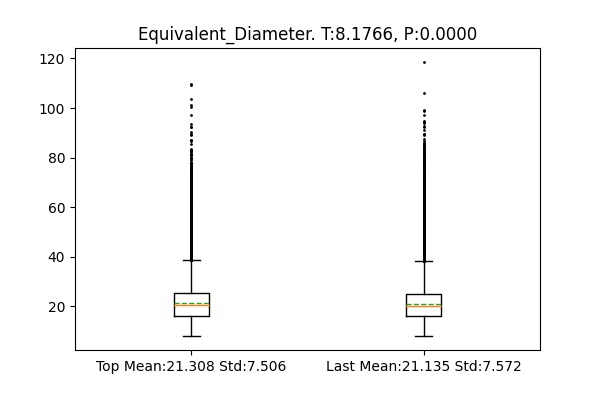 Equivalent_Diameter. T:8.1766, P:0.0000
120
100
80
60
40
20
Top Mean:21.308 Std:7.506
Last Mean:21.135 Std:7.572